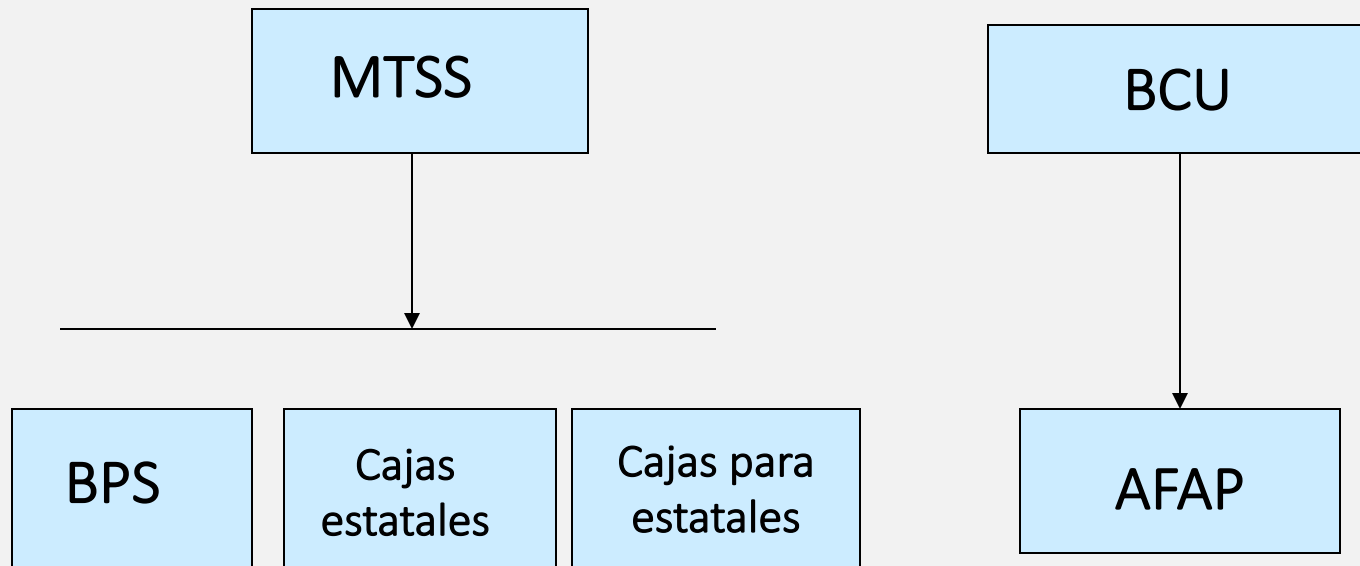 MTSS
BCU
BPS
Cajas
estatales
Cajas para
estatales
AFAP